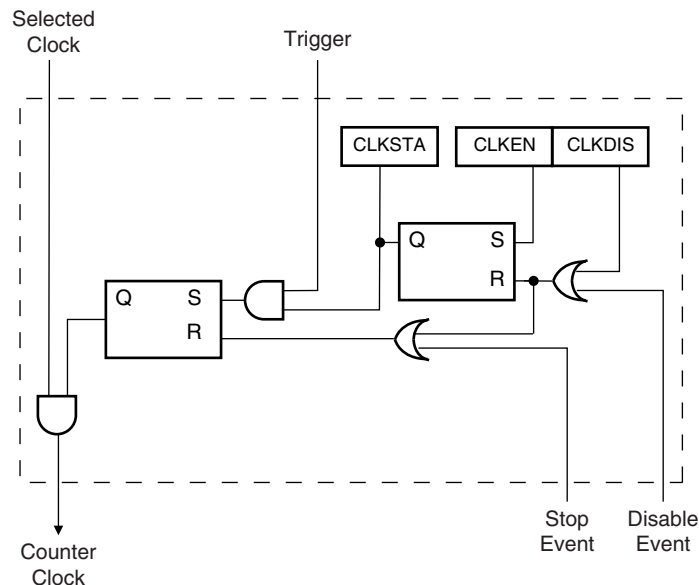 Selected
Clock
Trigger
CLKSTA
CLKEN
CLKDIS
Q
S
R
Q
S
R
Stop
Event
Disable
Event
Counter
Clock